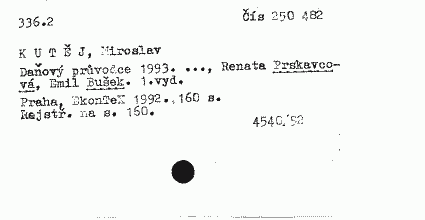 336.2
Čís 250 482
K U T Ě J, Miroslav
Daňový průvodce 1993. ..., Renata Prskavco-
vá, Emil Bušek. 1.vyd.
Praha, EkonTeX 1992., 160 s.
Rejstř. na s. 160.
4540/92